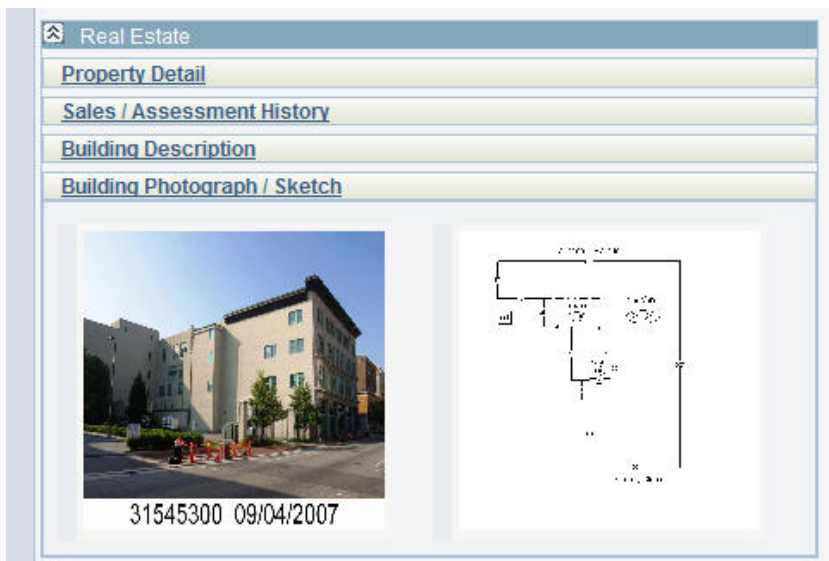 Real Estate
Property Detail
Sales / Assessment History
Building Description
Building Photograph / Sketch
31545300 09/04/2007